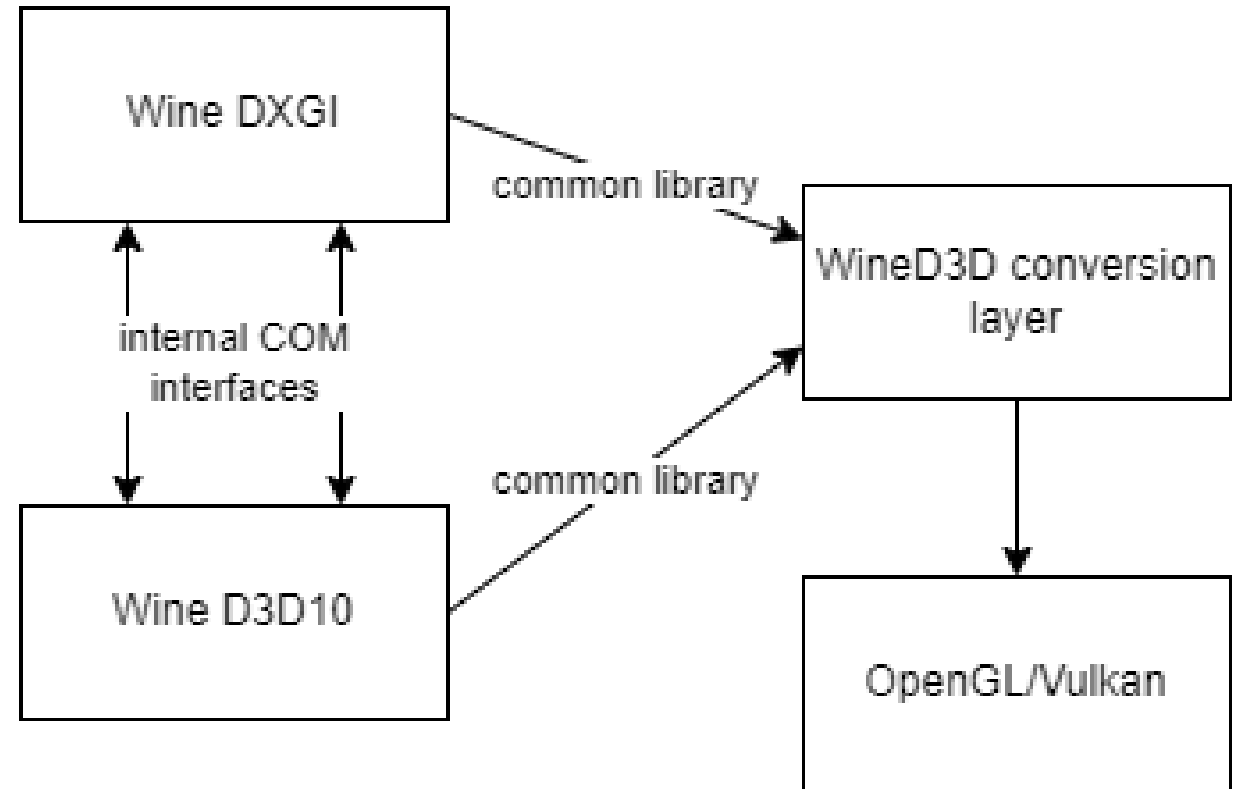 Wine DXGI
common library
WineD3D conversion
layer
internal COM
interfaces
common library
Wine D3D10
OpenGL/Vulkan